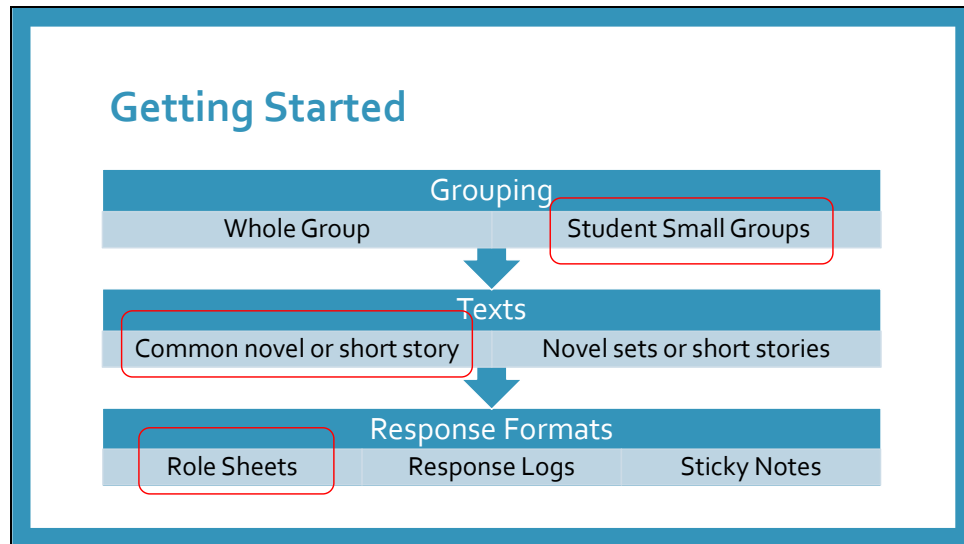 Getting Started
Grouping
Whole Group Student Small Groups
Texts
Common novel or short story Novel sets or short stories
Response Formats
Role Sheets Response Logs Sticky Notes